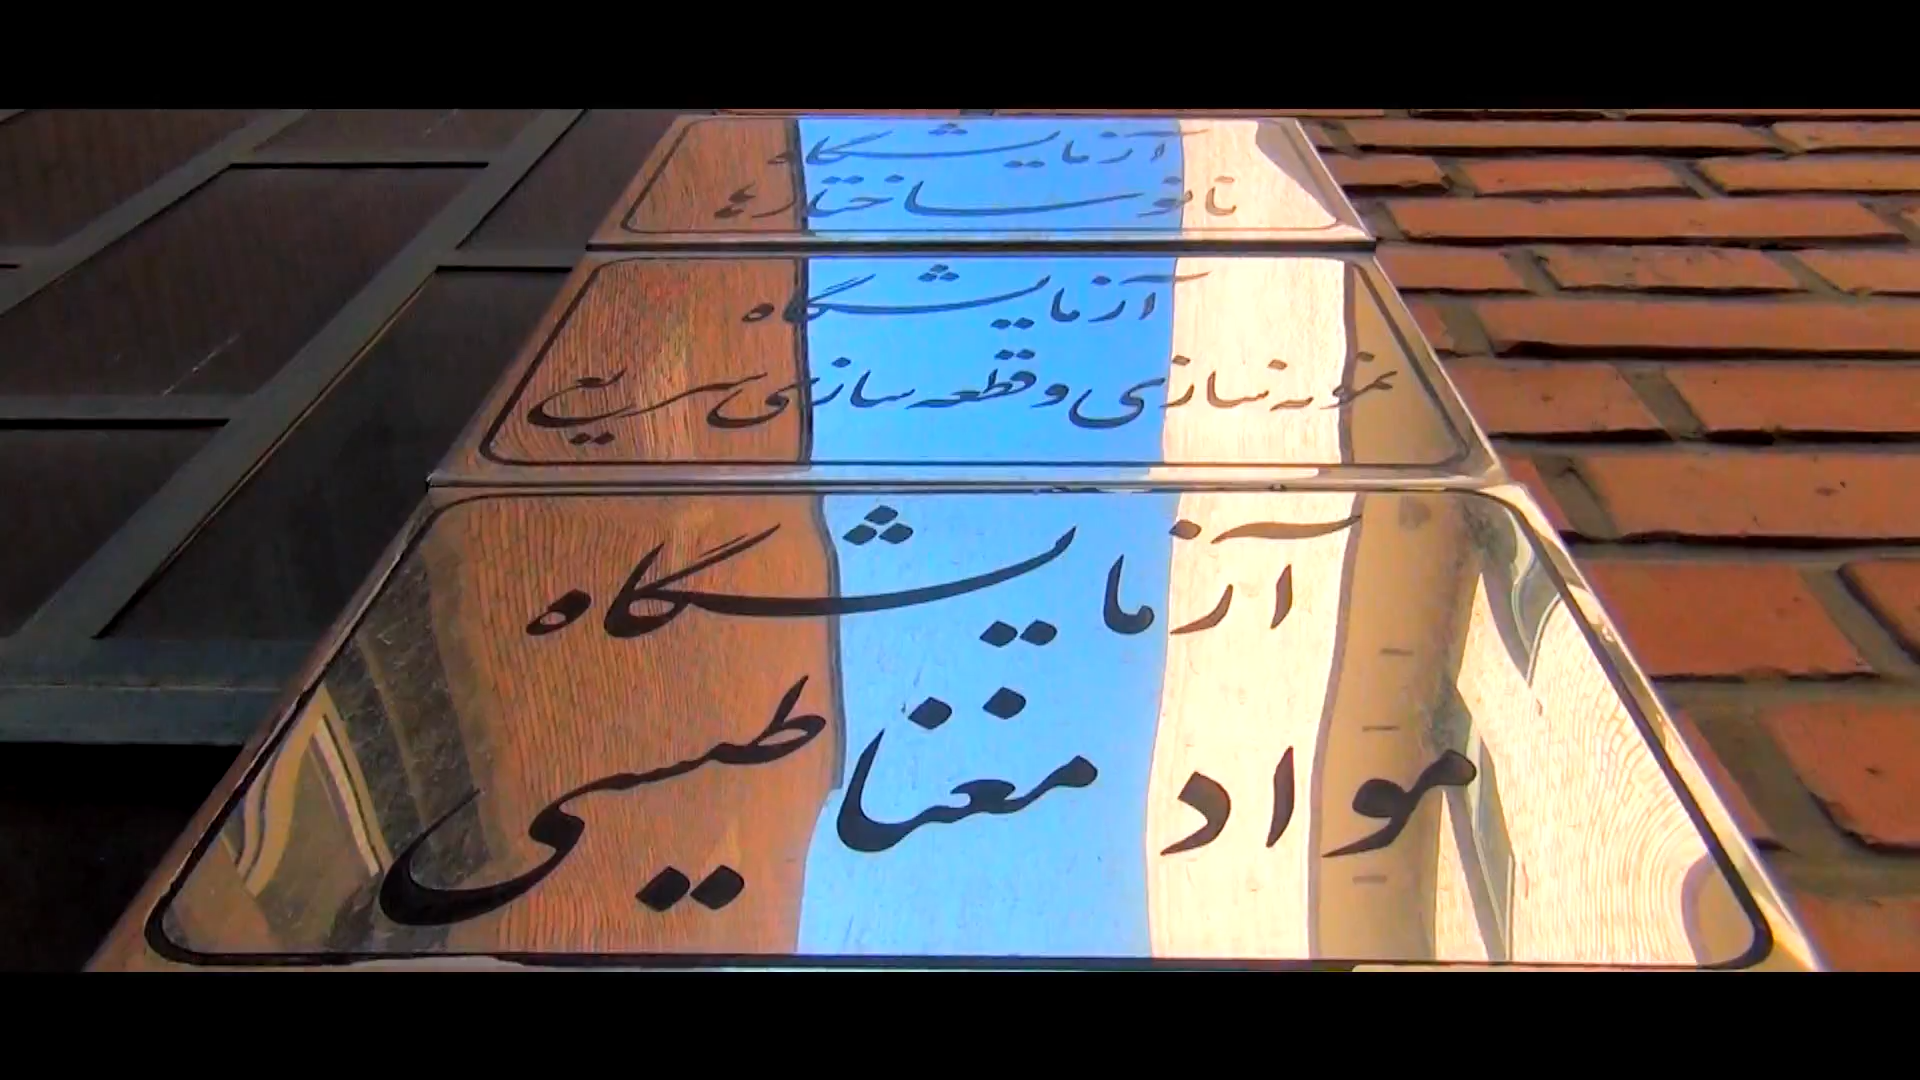 آزمایشگاه
نانوساختارها
آزمایشگاه
نمونه‌سازی و قطعه‌سازی سریع
آزمایشگاه
مواد مغناطیسی